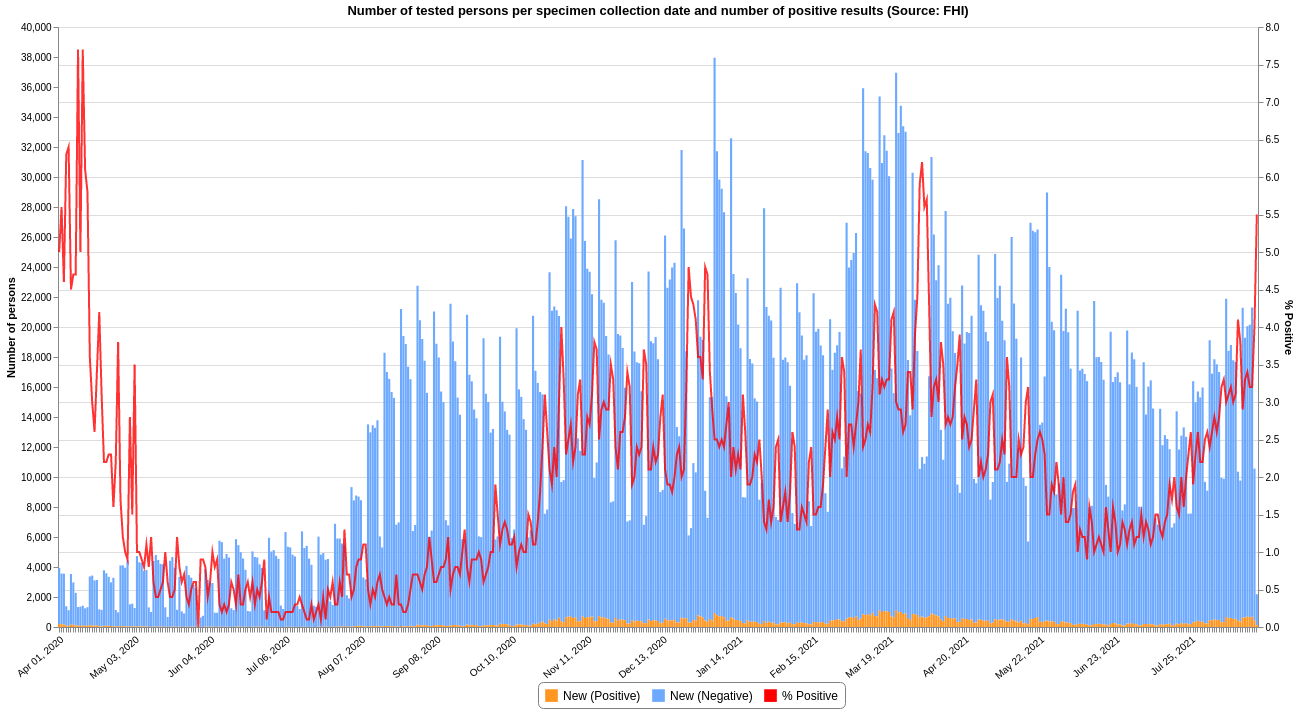 Number of tested persons per specimen collection date and number of positive results (Source: FHI)
40,000
38,000
36,000
34,000
32,000
30,000
28,000
26,000
24,000
22,000
20,000
18,000
16,000
14,000
12,000
10,000
8,000
6,000
4,000
2,000
0
Number of persons
8.0
7.5
7.0
6.5
6.0
5.5
5.0
4.5
4.0
3.5
3.0
2.5
2.0
1.5
1.0
0.5
0.0
% Positive
Apr 01, 2020
May 03, 2020
Jun 04, 2020
Jul 06, 2020
Aug 07, 2020
Sep 08, 2020
Oct 10, 2020
Nov 11, 2020
Dec 13, 2020
Jan 14, 2021
Feb 15, 2021
Mar 19, 2021
Apr 20, 2021
May 22, 2021
Jun 23, 2021
Jul 25, 2021
New (Positive) New (Negative) % Positive